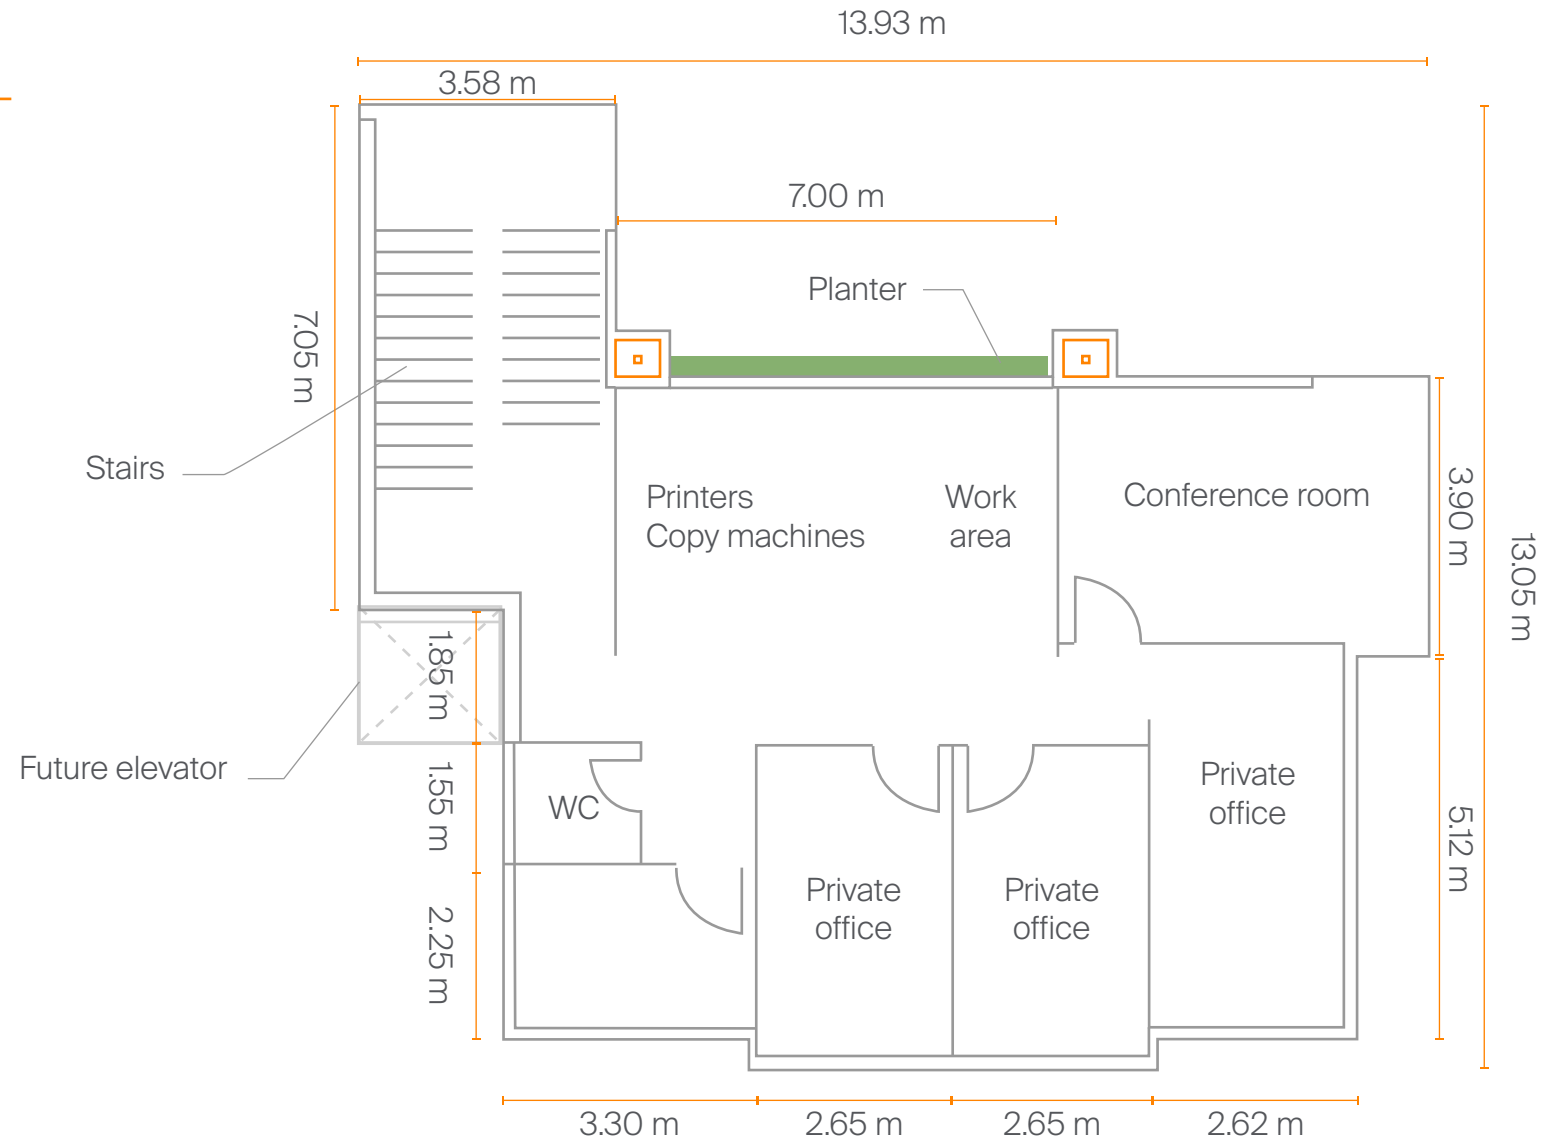 13.93 m
3.58 m
7.00 m
Planter
7.05 m
Stairs
Printers
Copy machines
Work
area
Conference room
3.90 m
13.05 m
1.85 m
Future elevator
1.55 m
WC
Private
office
5.12 m
Private
office
Private
office
2.25 m
3.30 m
2.65 m
2.65 m
2.62 m